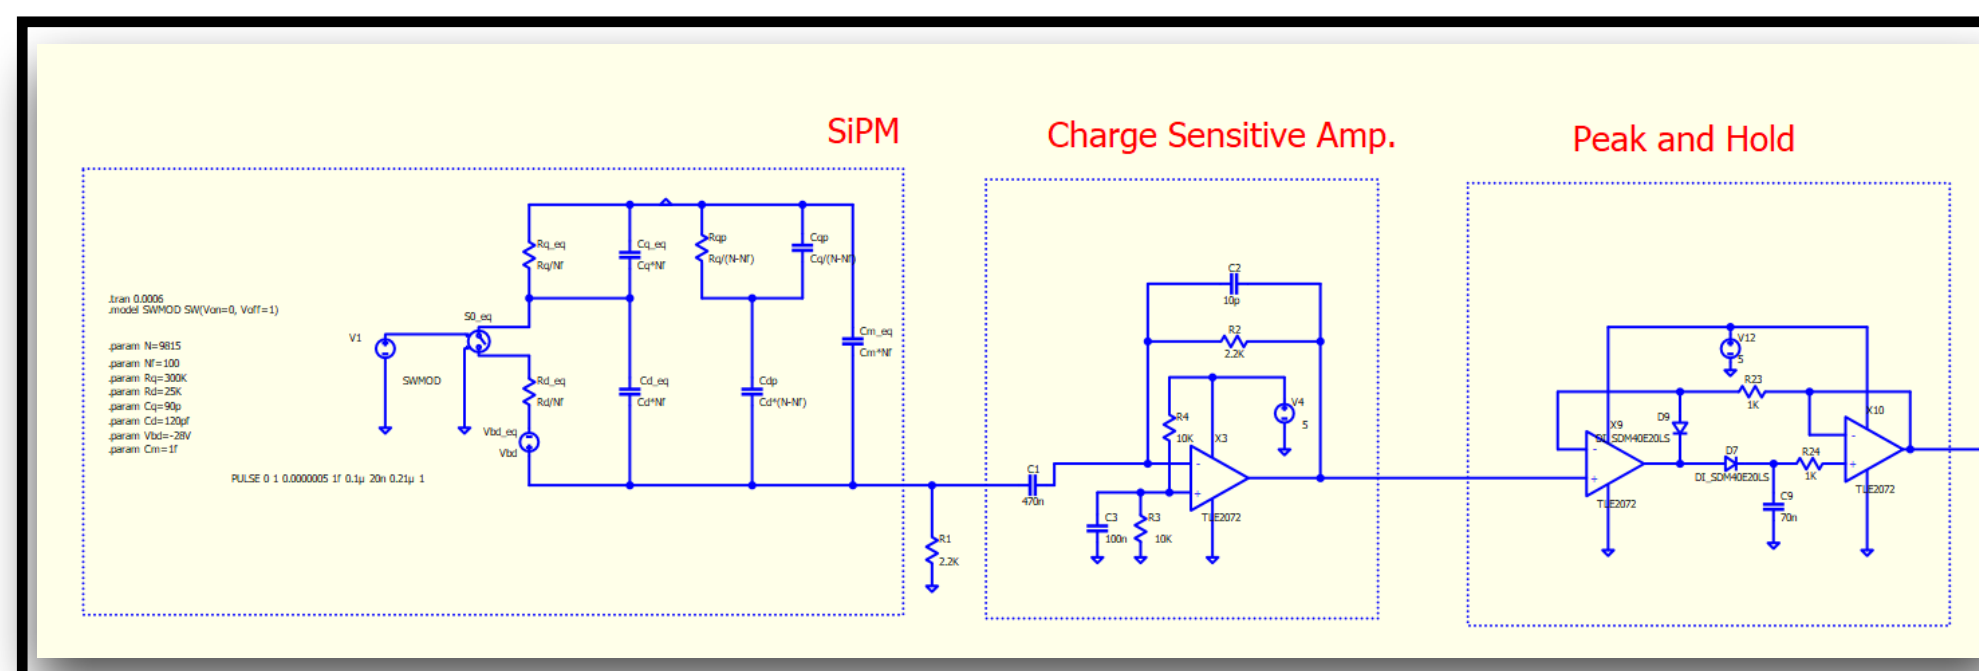 SiPM
Charge Sensitive Amp.
Peak and Hold
.tran 0.0006
.model SWMOD SW(Von=0, Voff=1)
.param N=9815
.param Nf=100
.param Rq=300K
.param Rd=25K
.param Cq=90p
.param Cd=120pf
.param Vbd=-28V
.param Cm=1f
PULSE 0 1 0.0000005 1f 0.1µ 20n 0.21µ 1
V1
S0_eq
SWMOD
Rq_eq
Rq/Nf
Cq_eq
Cq*Nf
Rqp
Rq/(N-Nf)
Cqp
Cq/(N-Nf)
Rd_eq
Rd/Nf
Cd_eq
Cd*Nf
Cdp
Cd*(N-Nf)
Cm_eq
Cm*Nf
Vbd_eq
Vbd
R1
2.2K
C1
470n
C2
10p
R2
2.2K
R4
10K
X3
V4
5
C3
100n
R3
10K
TLE2072
V12
5
R23
1K
D9
DI_SDM40E20LS
X9
TLE2072
D7
DI_SDM40E20LS
R24
1K
C9
70n
X10
TLE2072
+
-
+
-
+
-